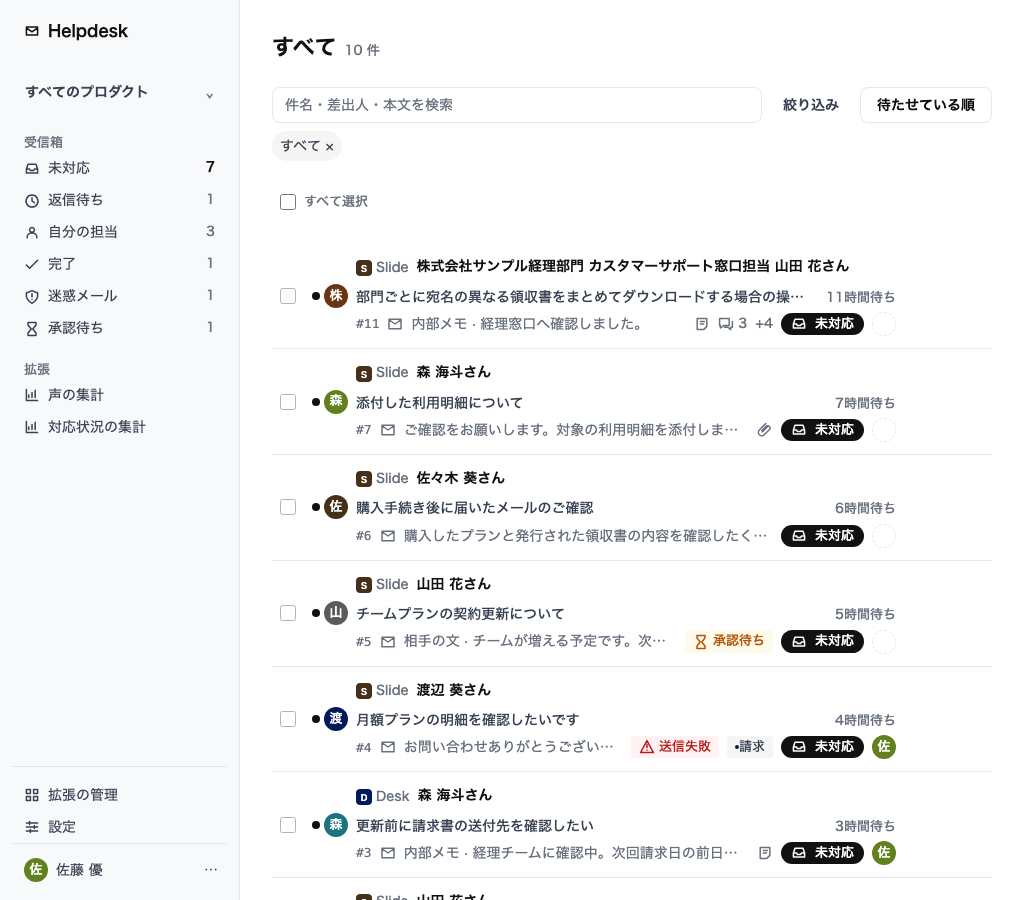 Helpdesk
すべてのプロダクト
受信箱
未対応 7
返信待ち 1
自分の担当 3
完了 1
迷惑メール 1
承認待ち 1
拡張
声の集計
対応状況の集計
拡張の管理
設定
佐 佐藤 優 …
すべて 10 件
件名・差出人・本文を検索 絞り込み 待たせている順
すべて ×
すべて選択
S Slide 株式会社サンプル経理部門 カスタマーサポート窓口担当 山田 花さん
株 部門ごとに宛名の異なる領収書をまとめてダウンロードする場合の操… 11時間待ち
#11 内部メモ · 経理窓口へ確認しました。 3 +4 未対応
S Slide 森 海斗さん
森 添付した利用明細について 7時間待ち
#7 ご確認をお願いします。対象の利用明細を添付しま… 未対応
S Slide 佐々木 葵さん
佐 購入手続き後に届いたメールのご確認 6時間待ち
#6 購入したプランと発行された領収書の内容を確認したく… 未対応
S Slide 山田 花さん
山 チームプランの契約更新について 5時間待ち
#5 相手の文 · チームが増える予定です。次… 承認待ち 未対応
S Slide 渡辺 葵さん
渡 月額プランの明細を確認したいです 4時間待ち
#4 お問い合わせありがとうござい… 送信失敗 •請求 未対応 佐
D Desk 森 海斗さん
森 更新前に請求書の送付先を確認したい 3時間待ち
#3 内部メモ · 経理チームに確認中。次回請求日の前日… 未対応 佐
S Slide 山田 花さん